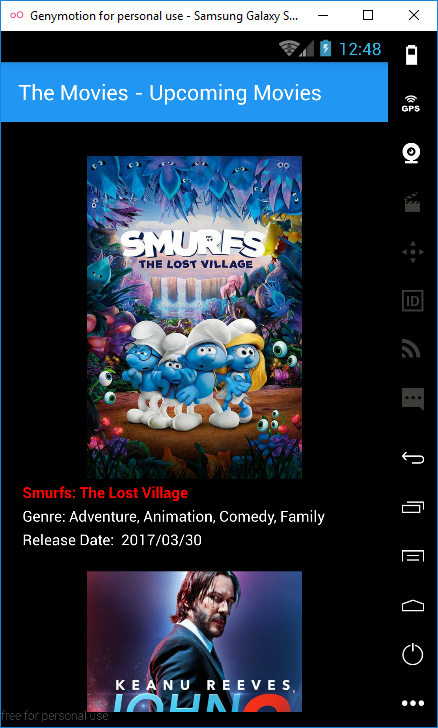 Genymotion for personal use - Samsung Galaxy S...
12:48
The Movies - Upcoming Movies
GPS
SMURFS
THE LOST VILLAGE
ID
Smurfs: The Lost Village
Genre: Adventure, Animation, Comedy, Family
Release Date: 2017/03/30
KEANU REEVES
JOHN
free for personal use